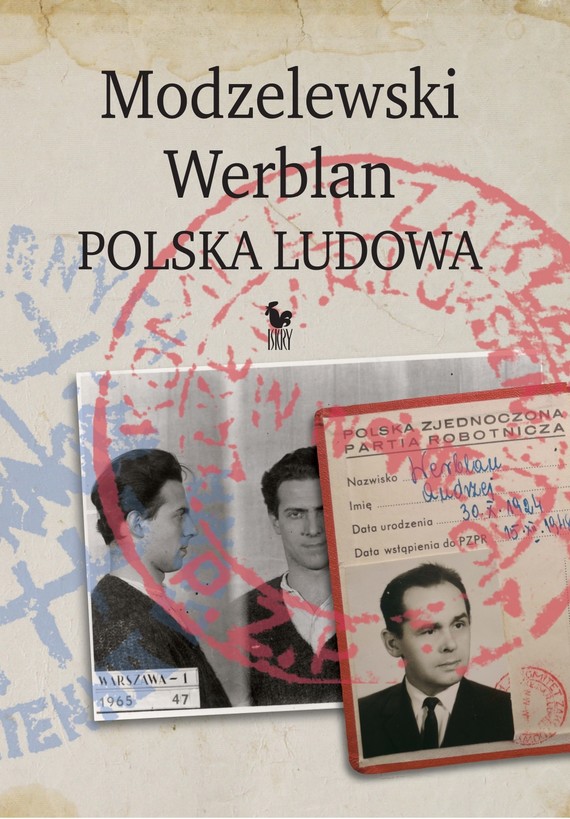 Modzelewski
Werblan
POLSKA LUDOWA
ISKRY
POLSKA ZJEDNOCZONA
PARTIA ROBOTNICZA
Nazwisko Werblan
Imię Andrzej
Data urodzenia 30.X.1924
Data wstąpienia do PZPR
WARSZAWA-1
1965 47